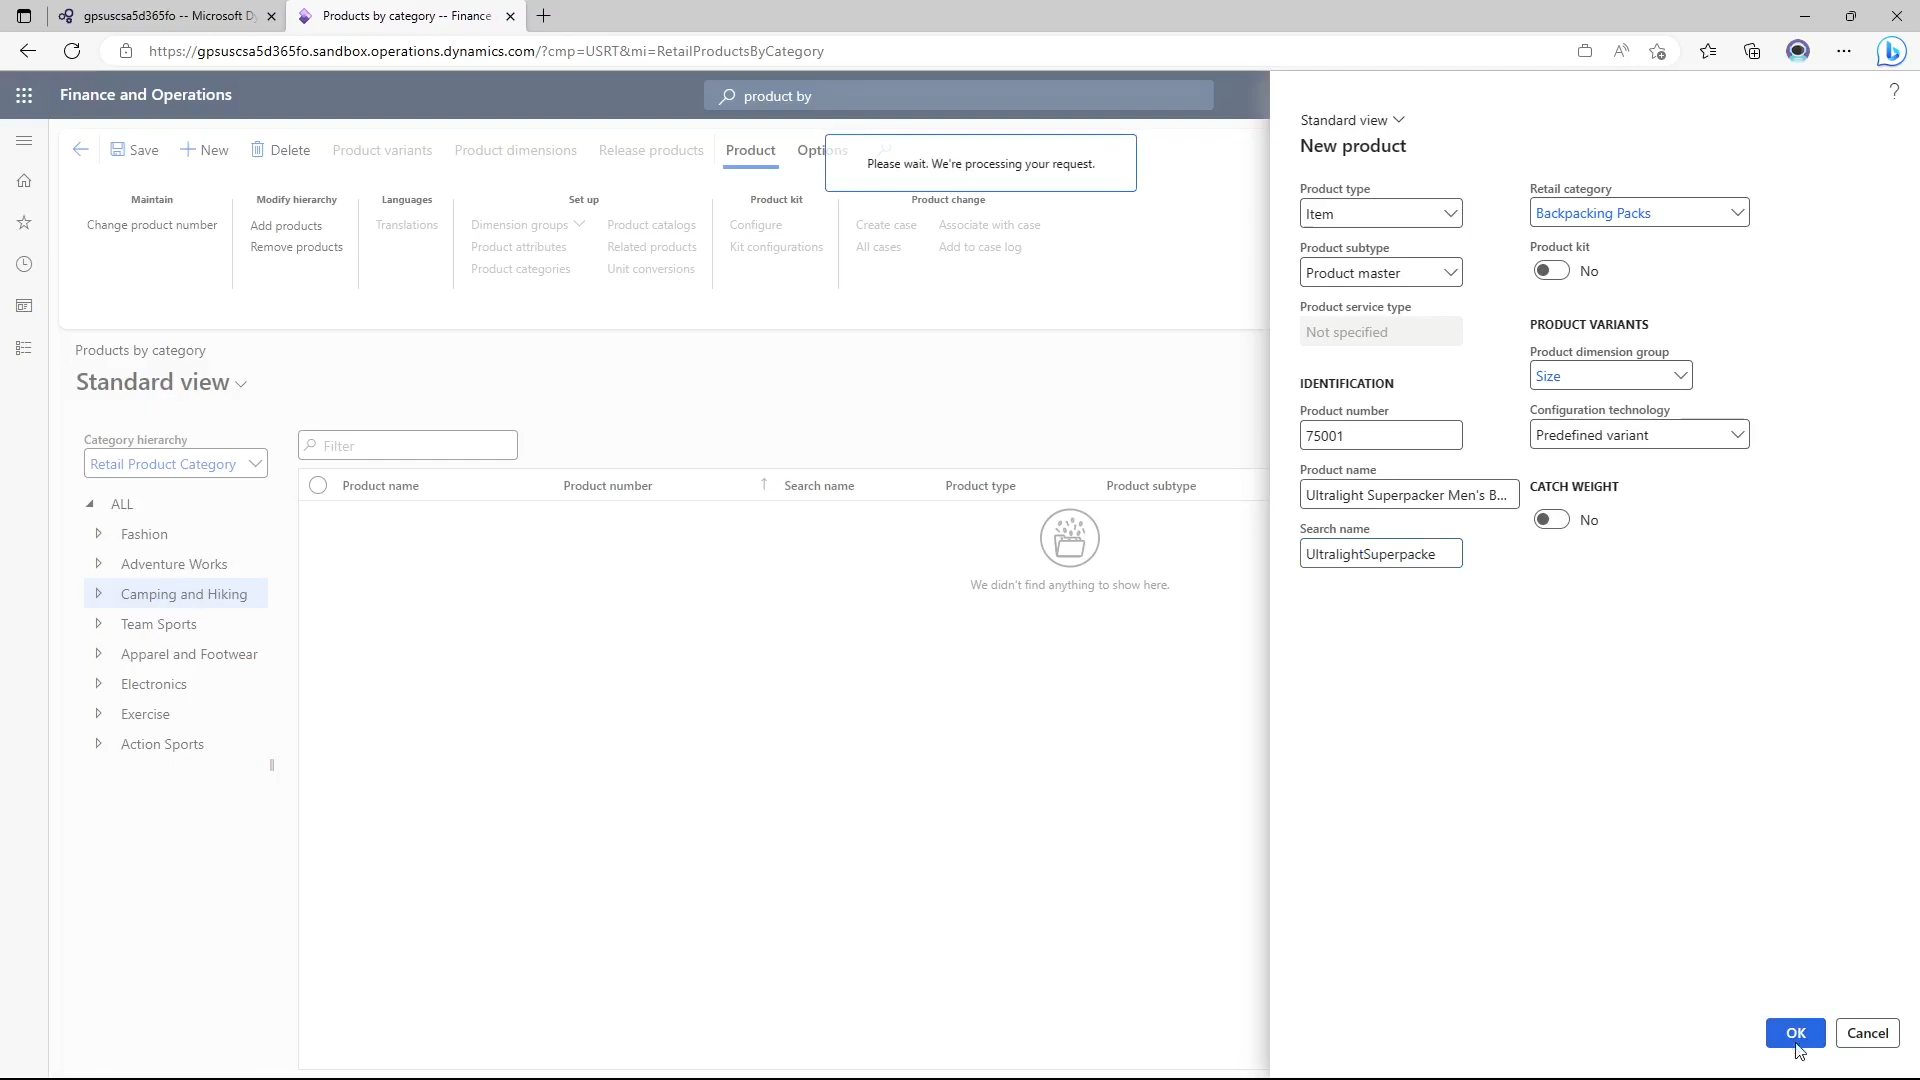 gpsuscsa5d365fo -- Microsoft Dy
Products by category -- Finance
https://gpsuscsa5d365fo.sandbox.operations.dynamics.com/?cmp=USRT&mi=RetailProductsByCategory
Finance and Operations
product by
?
Save
New
Delete
Product variants
Product dimensions
Release products
Product
Options
Please wait. We're processing your request.
Maintain
Change product number
Modify hierarchy
Add products
Remove products
Languages
Translations
Set up
Dimension groups
Product attributes
Product categories
Product catalogs
Related products
Unit conversions
Product kit
Configure
Kit configurations
Product change
Create case
All cases
Associate with case
Add to case log
Products by category
Standard view
Category hierarchy
Retail Product Category
ALL
Fashion
Adventure Works
Camping and Hiking
Team Sports
Apparel and Footwear
Electronics
Exercise
Action Sports
Filter
Product name
Product number
Search name
Product type
Product subtype
We didn't find anything to show here.
Standard view
New product
Product type
Item
Product subtype
Product master
Product service type
Not specified
IDENTIFICATION
Product number
75001
Product name
Ultralight Superpacker Men's B...
Search name
UltralightSuperpacke
Retail category
Backpacking Packs
Product kit
No
PRODUCT VARIANTS
Product dimension group
Size
Configuration technology
Predefined variant
CATCH WEIGHT
No
OK
Cancel